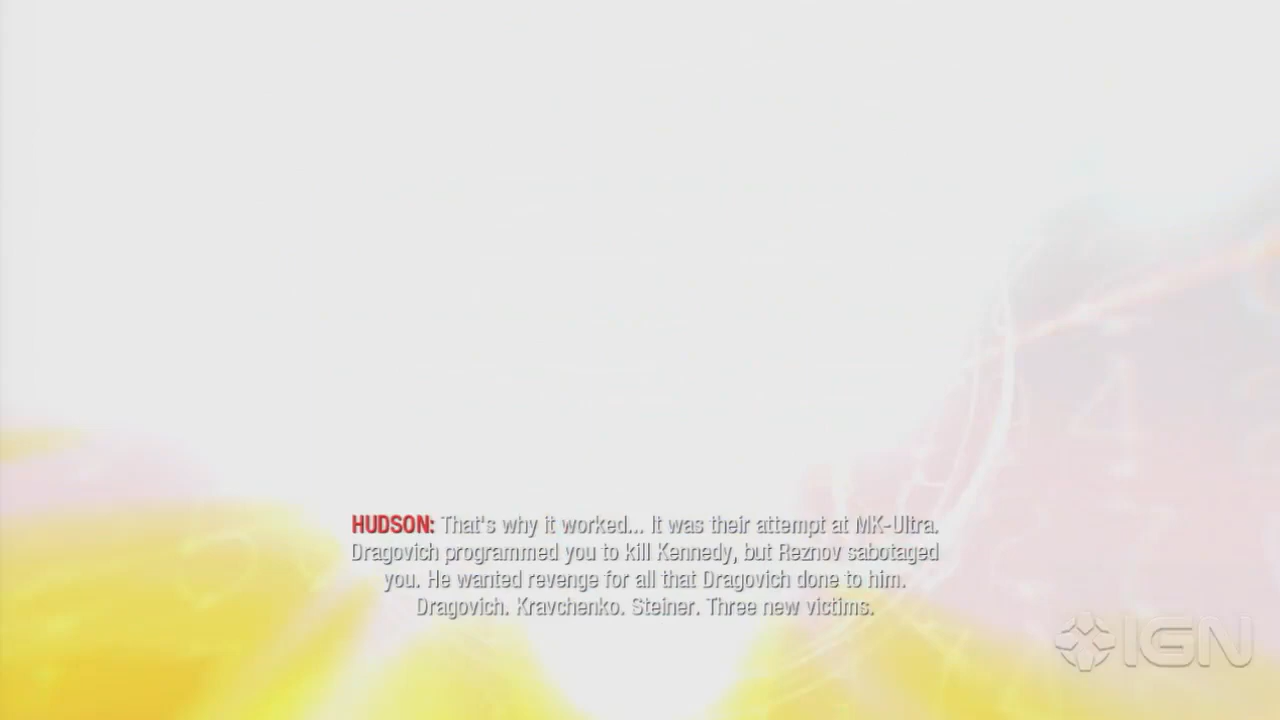 HUDSON: That's why it worked... It was their attempt at MK-Ultra.
Dragovich programmed you to kill Kennedy, but Reznov sabotaged
you. He wanted revenge for all that Dragovich done to him.
Dragovich. Kravchenko. Steiner. Three new victims.
4
IGN